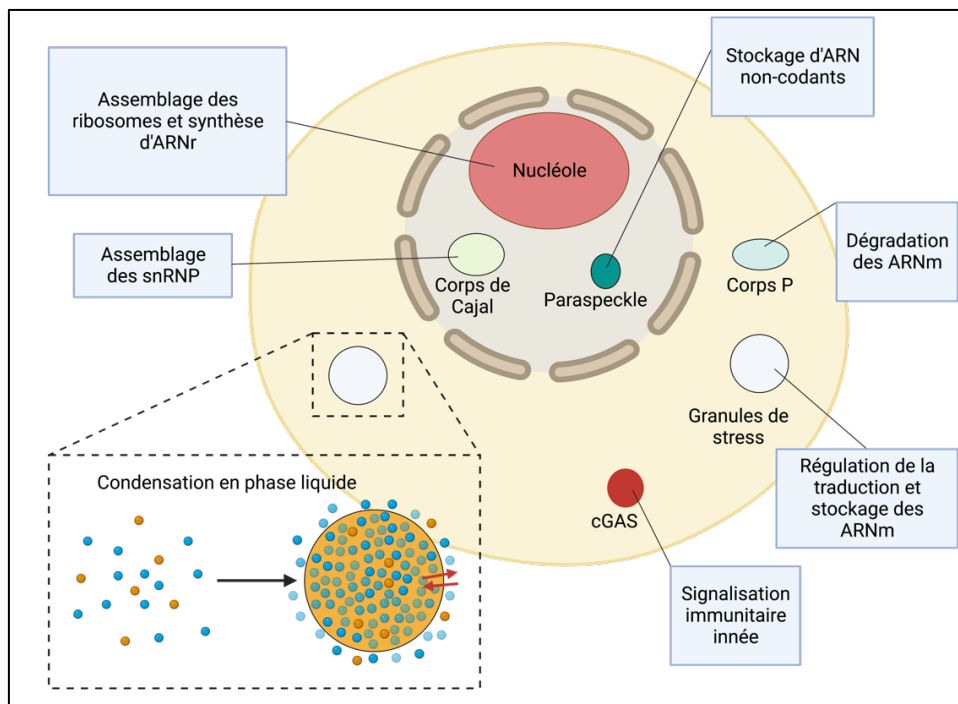 Assemblage des
ribosomes et synthèse
d'ARNr
Stockage d'ARN
non-codants
Nucléole
Assemblage
des snRNP
Corps de
Cajal
Paraspeckle
Corps P
Dégradation
des ARNm
Granules de
stress
Régulation de la
traduction et
stockage des
ARNm
Condensation en phase liquide
cGAS
Signalisation
immunitaire
innée